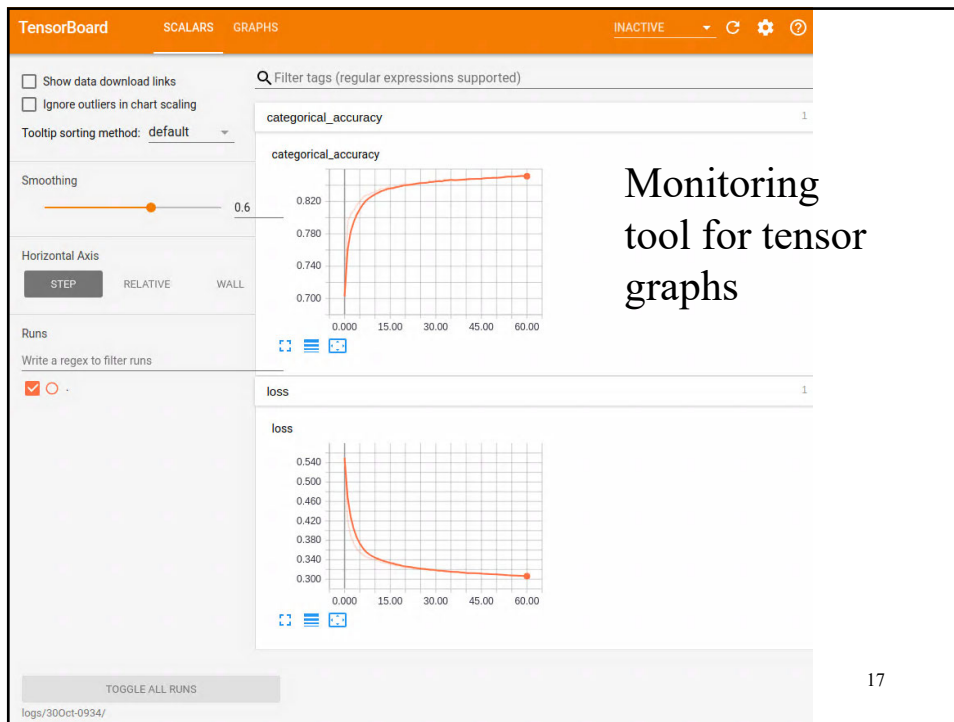 TensorBoard SCALARS GRAPHS INACTIVE
Show data download links
Ignore outliers in chart scaling
Tooltip sorting method: default
Smoothing
0.6
Horizontal Axis
STEP RELATIVE WALL
Runs
Write a regex to filter runs
.
TOGGLE ALL RUNS
logs/30Oct-0934/
Filter tags (regular expressions supported)
categorical_accuracy 1
categorical_accuracy
0.820
0.780
0.740
0.700
0.000 15.00 30.00 45.00 60.00
loss 1
loss
0.540
0.500
0.460
0.420
0.380
0.340
0.300
0.000 15.00 30.00 45.00 60.00
Monitoring
tool for tensor
graphs
17